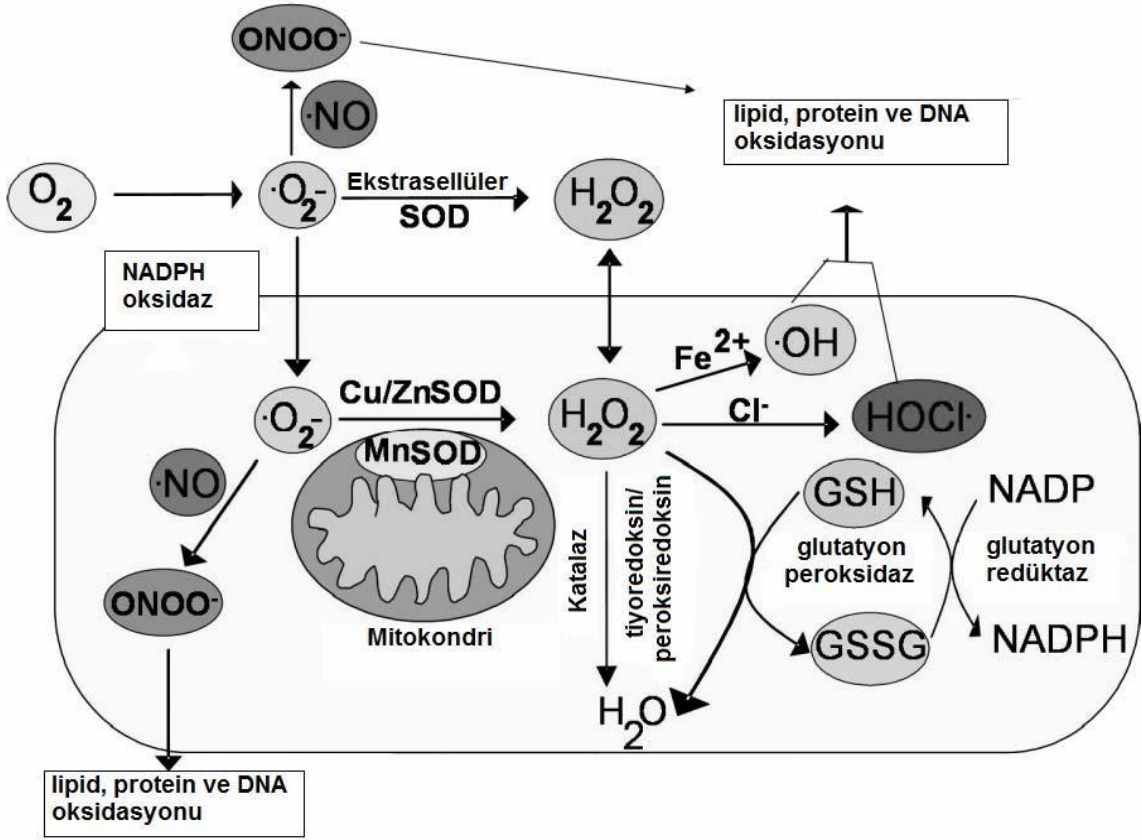 ONOO-
·NO
lipid, protein ve DNA
oksidasyonu
O2
·O2-
Ekstrasellüler
SOD
H2O2
NADPH
oksidaz
Fe2+
·OH
·O2-
Cu/ZnSOD
H2O2
Cl-
HOCl·
MnSOD
·NO
GSH
NADP
Katalaz
tiyoredoksin/
peroksiredoksin
glutatyon
peroksidaz
glutatyon
redüktaz
ONOO-
Mitokondri
GSSG
NADPH
H2O
lipid, protein ve DNA
oksidasyonu